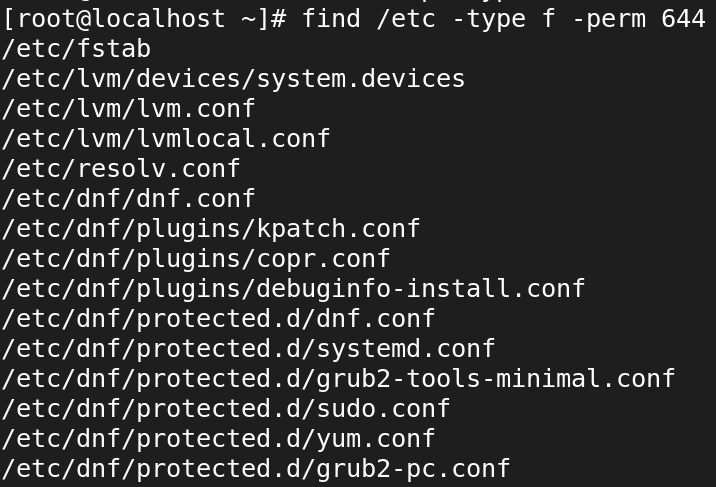 [root@localhost ~]# find /etc -type f -perm 644
/etc/fstab
/etc/lvm/devices/system.devices
/etc/lvm/lvm.conf
/etc/lvm/lvmlocal.conf
/etc/resolv.conf
/etc/dnf/dnf.conf
/etc/dnf/plugins/kpatch.conf
/etc/dnf/plugins/copr.conf
/etc/dnf/plugins/debuginfo-install.conf
/etc/dnf/protected.d/dnf.conf
/etc/dnf/protected.d/systemd.conf
/etc/dnf/protected.d/grub2-tools-minimal.conf
/etc/dnf/protected.d/sudo.conf
/etc/dnf/protected.d/yum.conf
/etc/dnf/protected.d/grub2-pc.conf